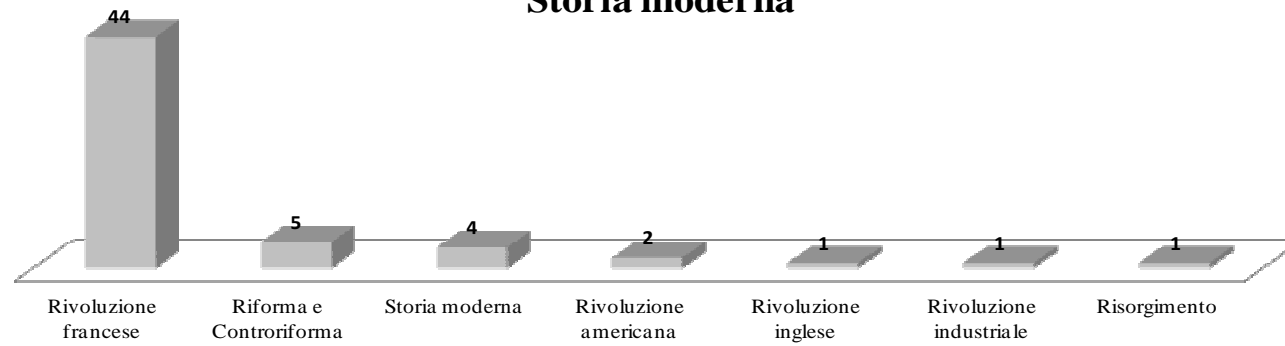 Storia moderna
44
5
4
2
1
1
1
Rivoluzione francese
Riforma e Controriforma
Storia moderna
Rivoluzione americana
Rivoluzione inglese
Rivoluzione industriale
Risorgimento